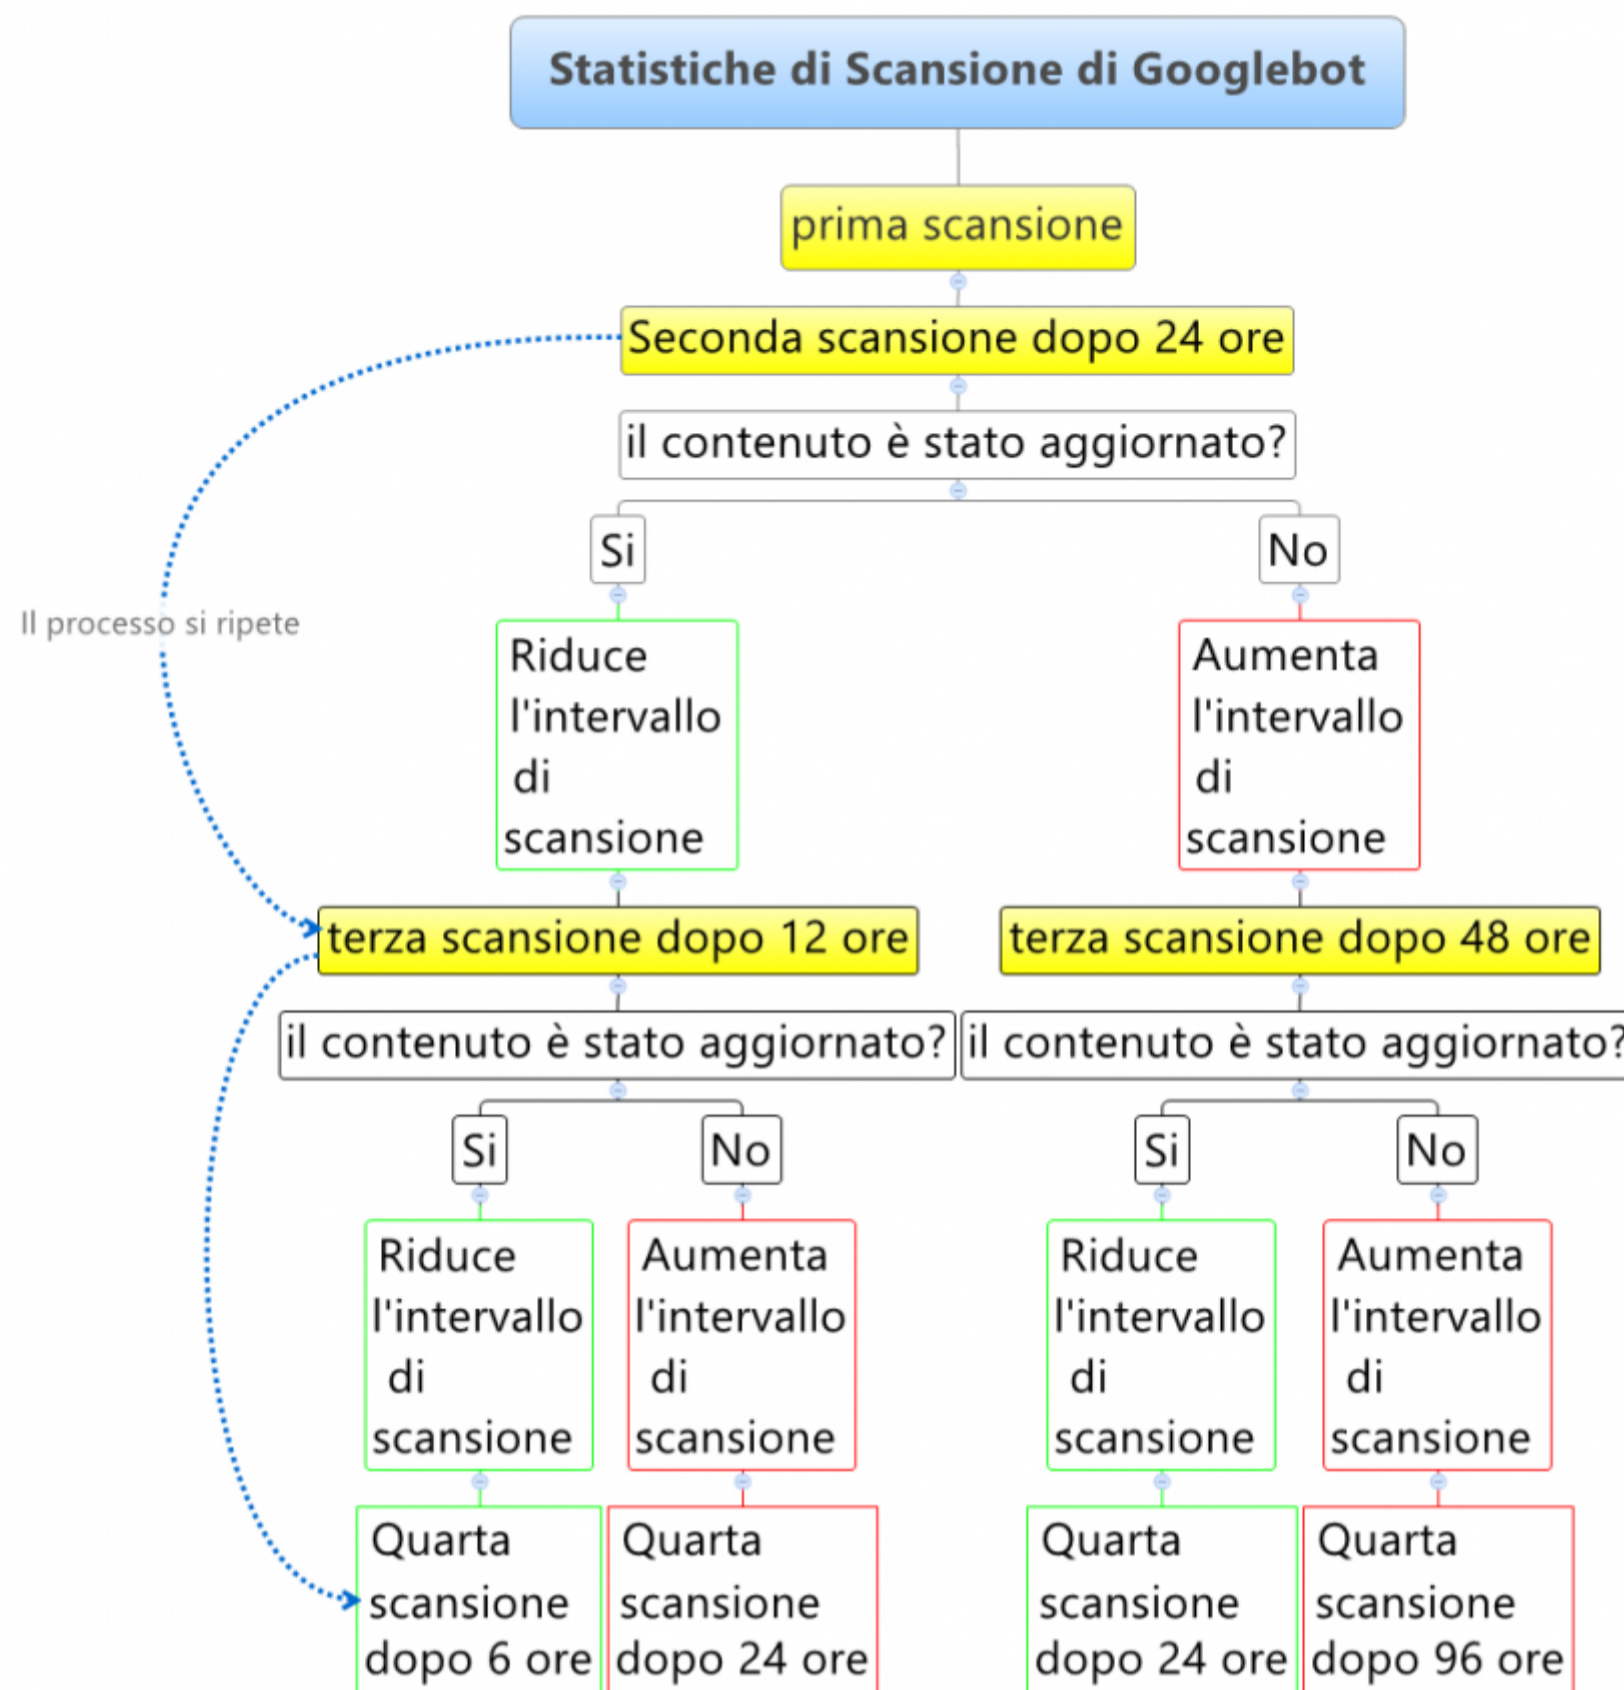 Statistiche di Scansione di Googlebot
prima scansione
Seconda scansione dopo 24 ore
il contenuto è stato aggiornato?
Si
No
Il processo si ripete
Riduce
l'intervallo
di
scansione
Aumenta
l'intervallo
di
scansione
terza scansione dopo 12 ore
terza scansione dopo 48 ore
il contenuto è stato aggiornato?
il contenuto è stato aggiornato?
Si
No
Si
No
Riduce
l'intervallo
di
scansione
Aumenta
l'intervallo
di
scansione
Riduce
l'intervallo
di
scansione
Aumenta
l'intervallo
di
scansione
Quarta
scansione
dopo 6 ore
Quarta
scansione
dopo 24 ore
Quarta
scansione
dopo 24 ore
Quarta
scansione
dopo 96 ore